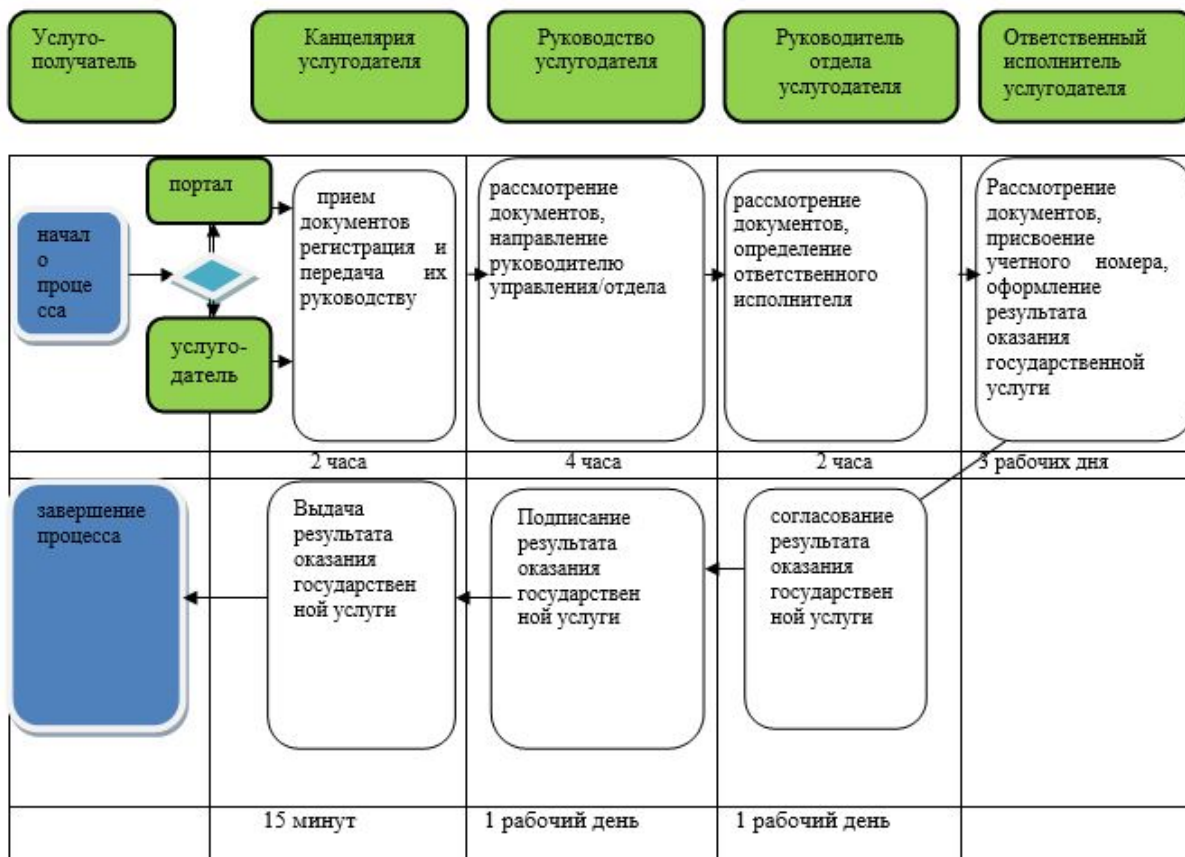 Услуго-
получатель
Канцелярия
услугодателя
Руководство
услугодателя
Руководитель
отдела
услугодателя
Ответственный
исполнитель
услугодателя
начал
о
проце
сса
портал
услуго-
датель
прием
документов
регистрация и
передача их
руководству
рассмотрение
документов,
направление
руководителю
управления/отдела
рассмотрение
документов,
определение
ответственного
исполнителя
Рассмотрение
документов,
присвоение
учетного номера,
оформление
результата
оказания
государственной
услуги
2 часа
4 часа
2 часа
3 рабочих дня
завершение
процесса
Выдача
результата
оказания
государствен
ной услуги
Подписание
результата
оказания
государствен
ной услуги
согласование
результата
оказания
государствен
ной услуги
15 минут
1 рабочий день
1 рабочий день